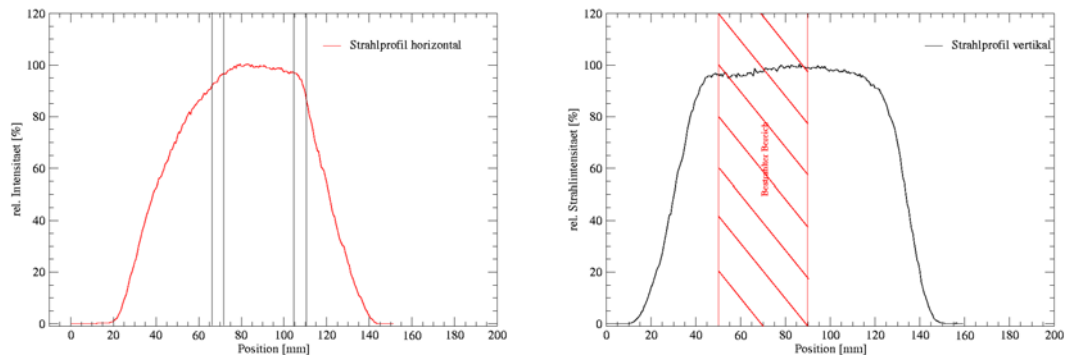 120
100
80
60
40
20
0
rel. Intensitaet [%]
Strahlprofil horizontal
-20 0 20 40 60 80 100 120 140 160 180 200
Position [mm]
120
100
80
60
40
20
0
rel. Strahlintensitaet [%]
Strahlprofil vertikal
Bestrahlter Bereich
0 20 40 60 80 100 120 140 160 180 200
Position [mm]